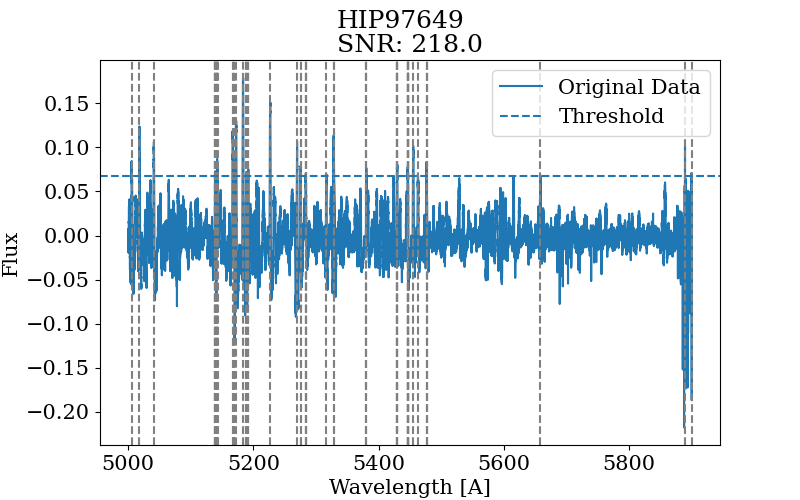 HIP97649
SNR: 218.0
Original Data
Threshold
0.15
0.10
0.05
0.00
−0.05
−0.10
−0.15
−0.20
Flux
5000 5200 5400 5600 5800
Wavelength [A]